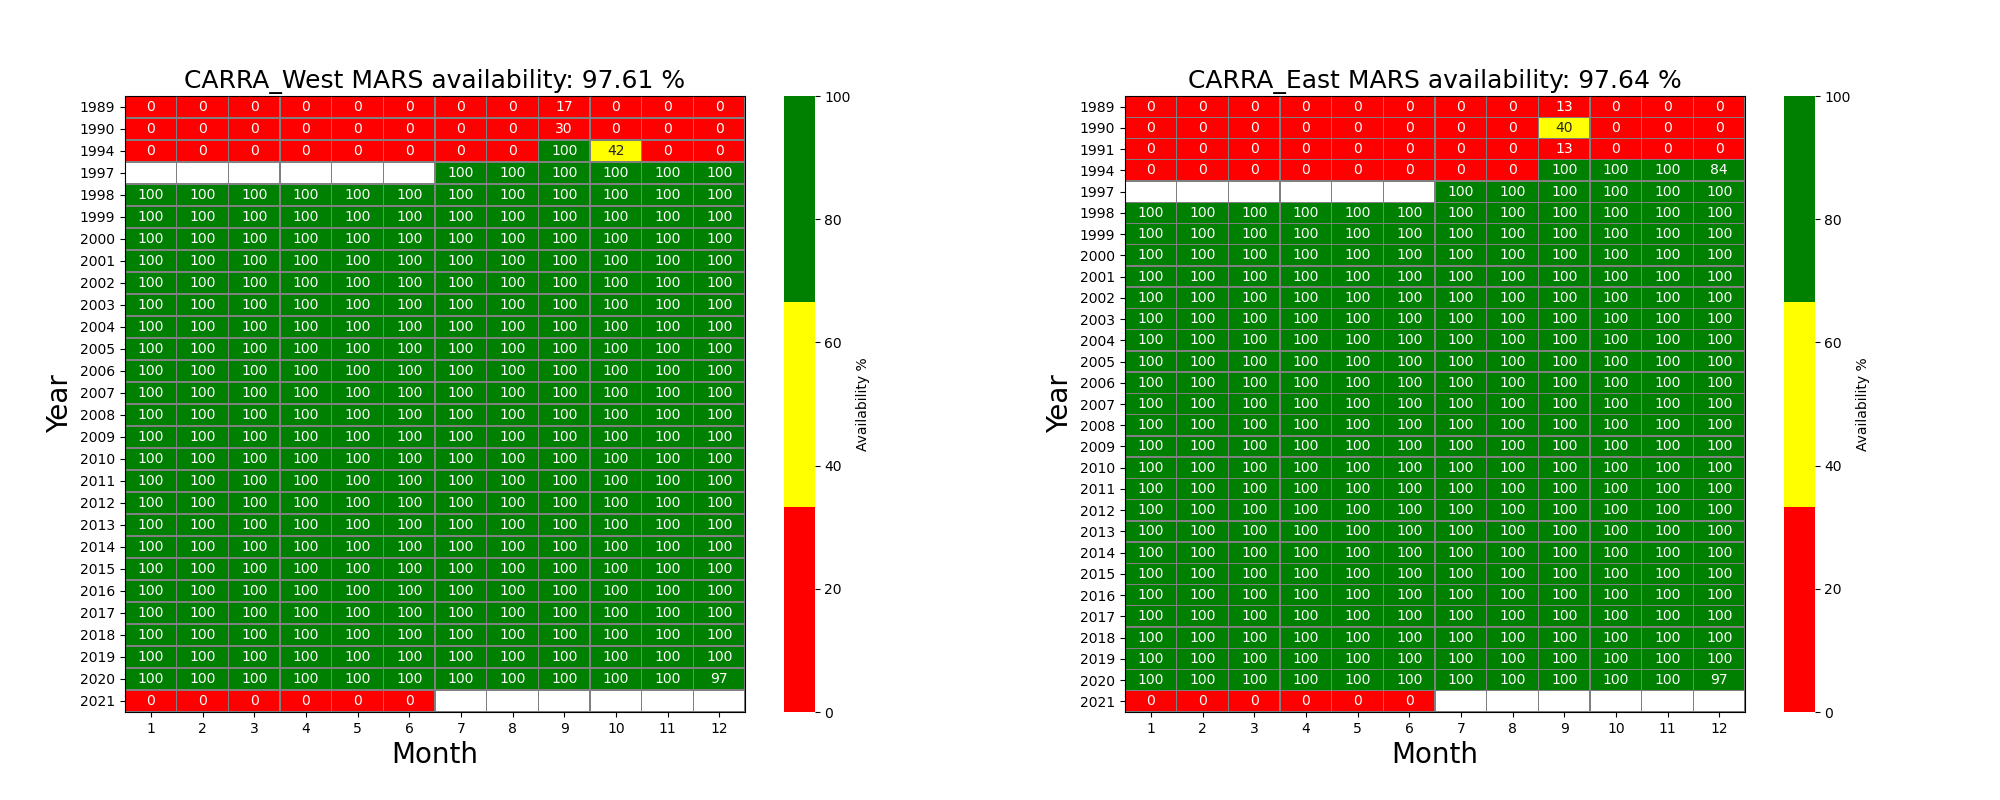 CARRA_West MARS availability: 97.61 %
1989 0 0 0 0 0 0 0 0 17 0 0 0
1990 0 0 0 0 0 0 0 0 30 0 0 0
1994 0 0 0 0 0 0 0 0 100 42 0 0
1997 100 100 100 100 100 100
1998 100 100 100 100 100 100 100 100 100 100 100 100
1999 100 100 100 100 100 100 100 100 100 100 100 100
2000 100 100 100 100 100 100 100 100 100 100 100 100
2001 100 100 100 100 100 100 100 100 100 100 100 100
2002 100 100 100 100 100 100 100 100 100 100 100 100
2003 100 100 100 100 100 100 100 100 100 100 100 100
2004 100 100 100 100 100 100 100 100 100 100 100 100
2005 100 100 100 100 100 100 100 100 100 100 100 100
2006 100 100 100 100 100 100 100 100 100 100 100 100
2007 100 100 100 100 100 100 100 100 100 100 100 100
2008 100 100 100 100 100 100 100 100 100 100 100 100
2009 100 100 100 100 100 100 100 100 100 100 100 100
2010 100 100 100 100 100 100 100 100 100 100 100 100
2011 100 100 100 100 100 100 100 100 100 100 100 100
2012 100 100 100 100 100 100 100 100 100 100 100 100
2013 100 100 100 100 100 100 100 100 100 100 100 100
2014 100 100 100 100 100 100 100 100 100 100 100 100
2015 100 100 100 100 100 100 100 100 100 100 100 100
2016 100 100 100 100 100 100 100 100 100 100 100 100
2017 100 100 100 100 100 100 100 100 100 100 100 100
2018 100 100 100 100 100 100 100 100 100 100 100 100
2019 100 100 100 100 100 100 100 100 100 100 100 100
2020 100 100 100 100 100 100 100 100 100 100 100 97
2021 0 0 0 0 0 0
1 2 3 4 5 6 7 8 9 10 11 12
Month
Year
100
80
60
40
20
0
Availability %
CARRA_East MARS availability: 97.64 %
1989 0 0 0 0 0 0 0 0 13 0 0 0
1990 0 0 0 0 0 0 0 0 40 0 0 0
1991 0 0 0 0 0 0 0 0 13 0 0 0
1994 0 0 0 0 0 0 0 0 100 100 100 84
1997 100 100 100 100 100 100
1998 100 100 100 100 100 100 100 100 100 100 100 100
1999 100 100 100 100 100 100 100 100 100 100 100 100
2000 100 100 100 100 100 100 100 100 100 100 100 100
2001 100 100 100 100 100 100 100 100 100 100 100 100
2002 100 100 100 100 100 100 100 100 100 100 100 100
2003 100 100 100 100 100 100 100 100 100 100 100 100
2004 100 100 100 100 100 100 100 100 100 100 100 100
2005 100 100 100 100 100 100 100 100 100 100 100 100
2006 100 100 100 100 100 100 100 100 100 100 100 100
2007 100 100 100 100 100 100 100 100 100 100 100 100
2008 100 100 100 100 100 100 100 100 100 100 100 100
2009 100 100 100 100 100 100 100 100 100 100 100 100
2010 100 100 100 100 100 100 100 100 100 100 100 100
2011 100 100 100 100 100 100 100 100 100 100 100 100
2012 100 100 100 100 100 100 100 100 100 100 100 100
2013 100 100 100 100 100 100 100 100 100 100 100 100
2014 100 100 100 100 100 100 100 100 100 100 100 100
2015 100 100 100 100 100 100 100 100 100 100 100 100
2016 100 100 100 100 100 100 100 100 100 100 100 100
2017 100 100 100 100 100 100 100 100 100 100 100 100
2018 100 100 100 100 100 100 100 100 100 100 100 100
2019 100 100 100 100 100 100 100 100 100 100 100 100
2020 100 100 100 100 100 100 100 100 100 100 100 97
2021 0 0 0 0 0 0
1 2 3 4 5 6 7 8 9 10 11 12
Month
Year
100
80
60
40
20
0
Availability %